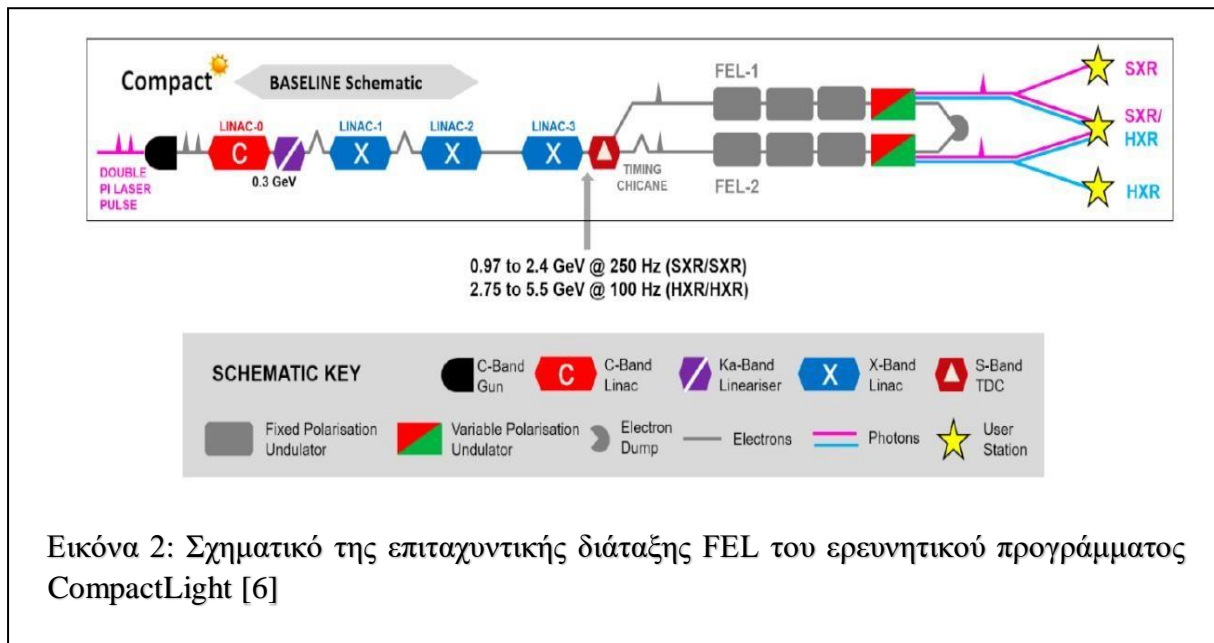 Compact
BASELINE Schematic
FEL-1
SXR
LINAC-0
LINAC-1
LINAC-2
LINAC-3
SXR/
HXR
C
X
X
X
DOUBLE
PI LASER
PULSE
0.3 GeV
TIMING
CHICANE
FEL-2
HXR
0.97 to 2.4 GeV @ 250 Hz (SXR/SXR)
2.75 to 5.5 GeV @ 100 Hz (HXR/HXR)
SCHEMATIC KEY
C-Band
Gun
C
C-Band
Linac
Ka-Band
Lineariser
X
X-Band
Linac
S-Band
TDC
Fixed Polarisation
Undulator
Variable Polarisation
Undulator
Electron
Dump
Electrons
Photons
User
Station
Εικόνα 2: Σχηματικό της επιταχυντικής διάταξης FEL του ερευνητικού προγράμματος
CompactLight [6]